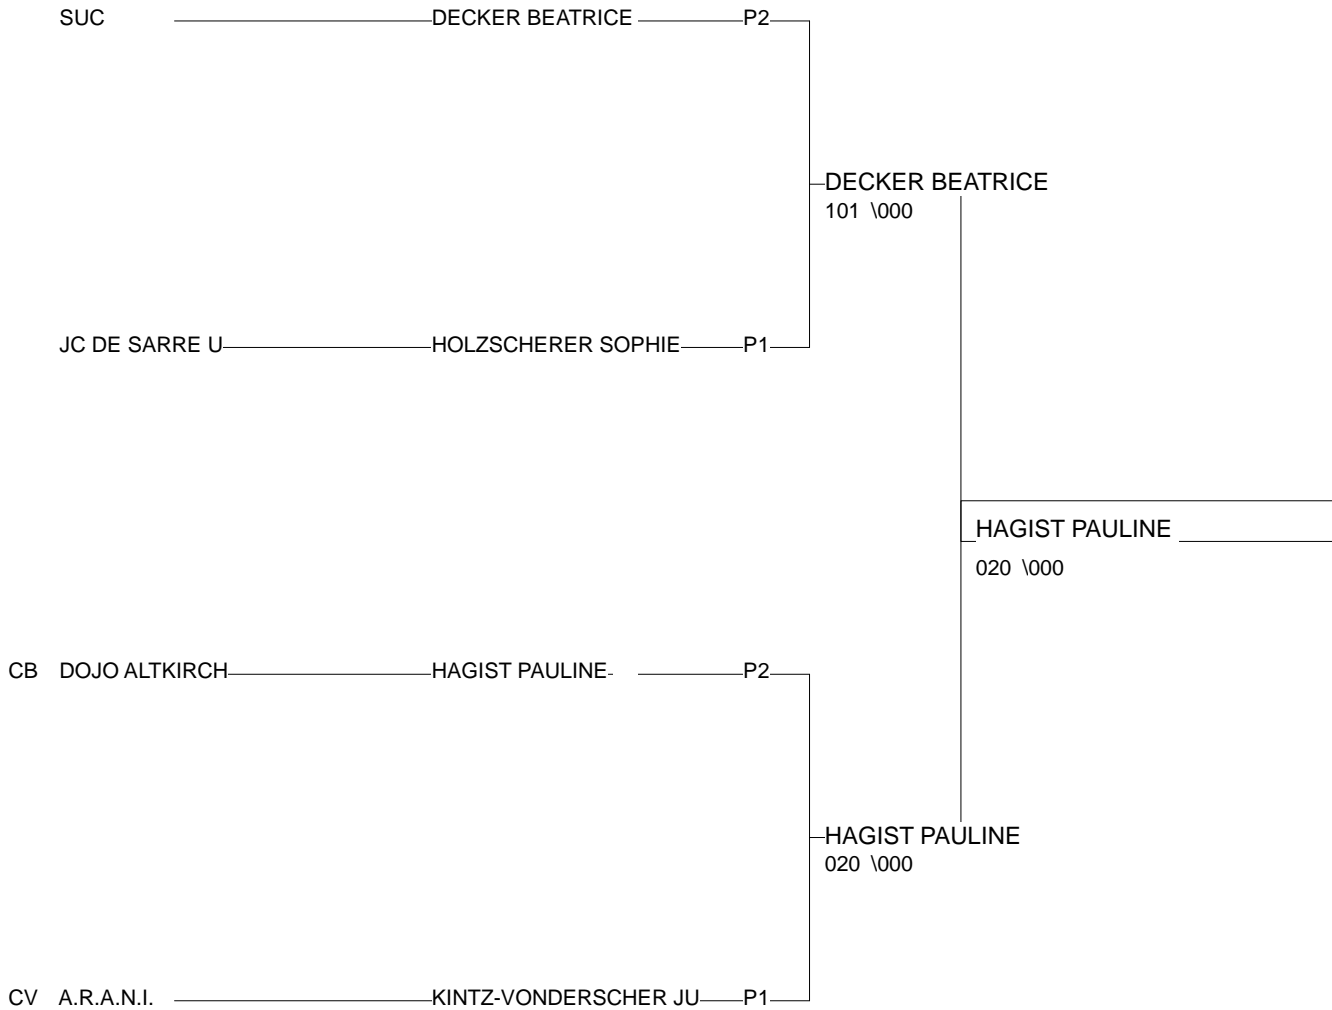 SUC DECKER BEATRICE P2
DECKER BEATRICE
101 \000
JC DE SARRE U HOLZSCHERER SOPHIE P1
HAGIST PAULINE
020 \000
CB DOJO ALTKIRCH HAGIST PAULINE P2
HAGIST PAULINE
020 \000
CV A.R.A.N.I. KINTZ-VONDERSCHER JU P1